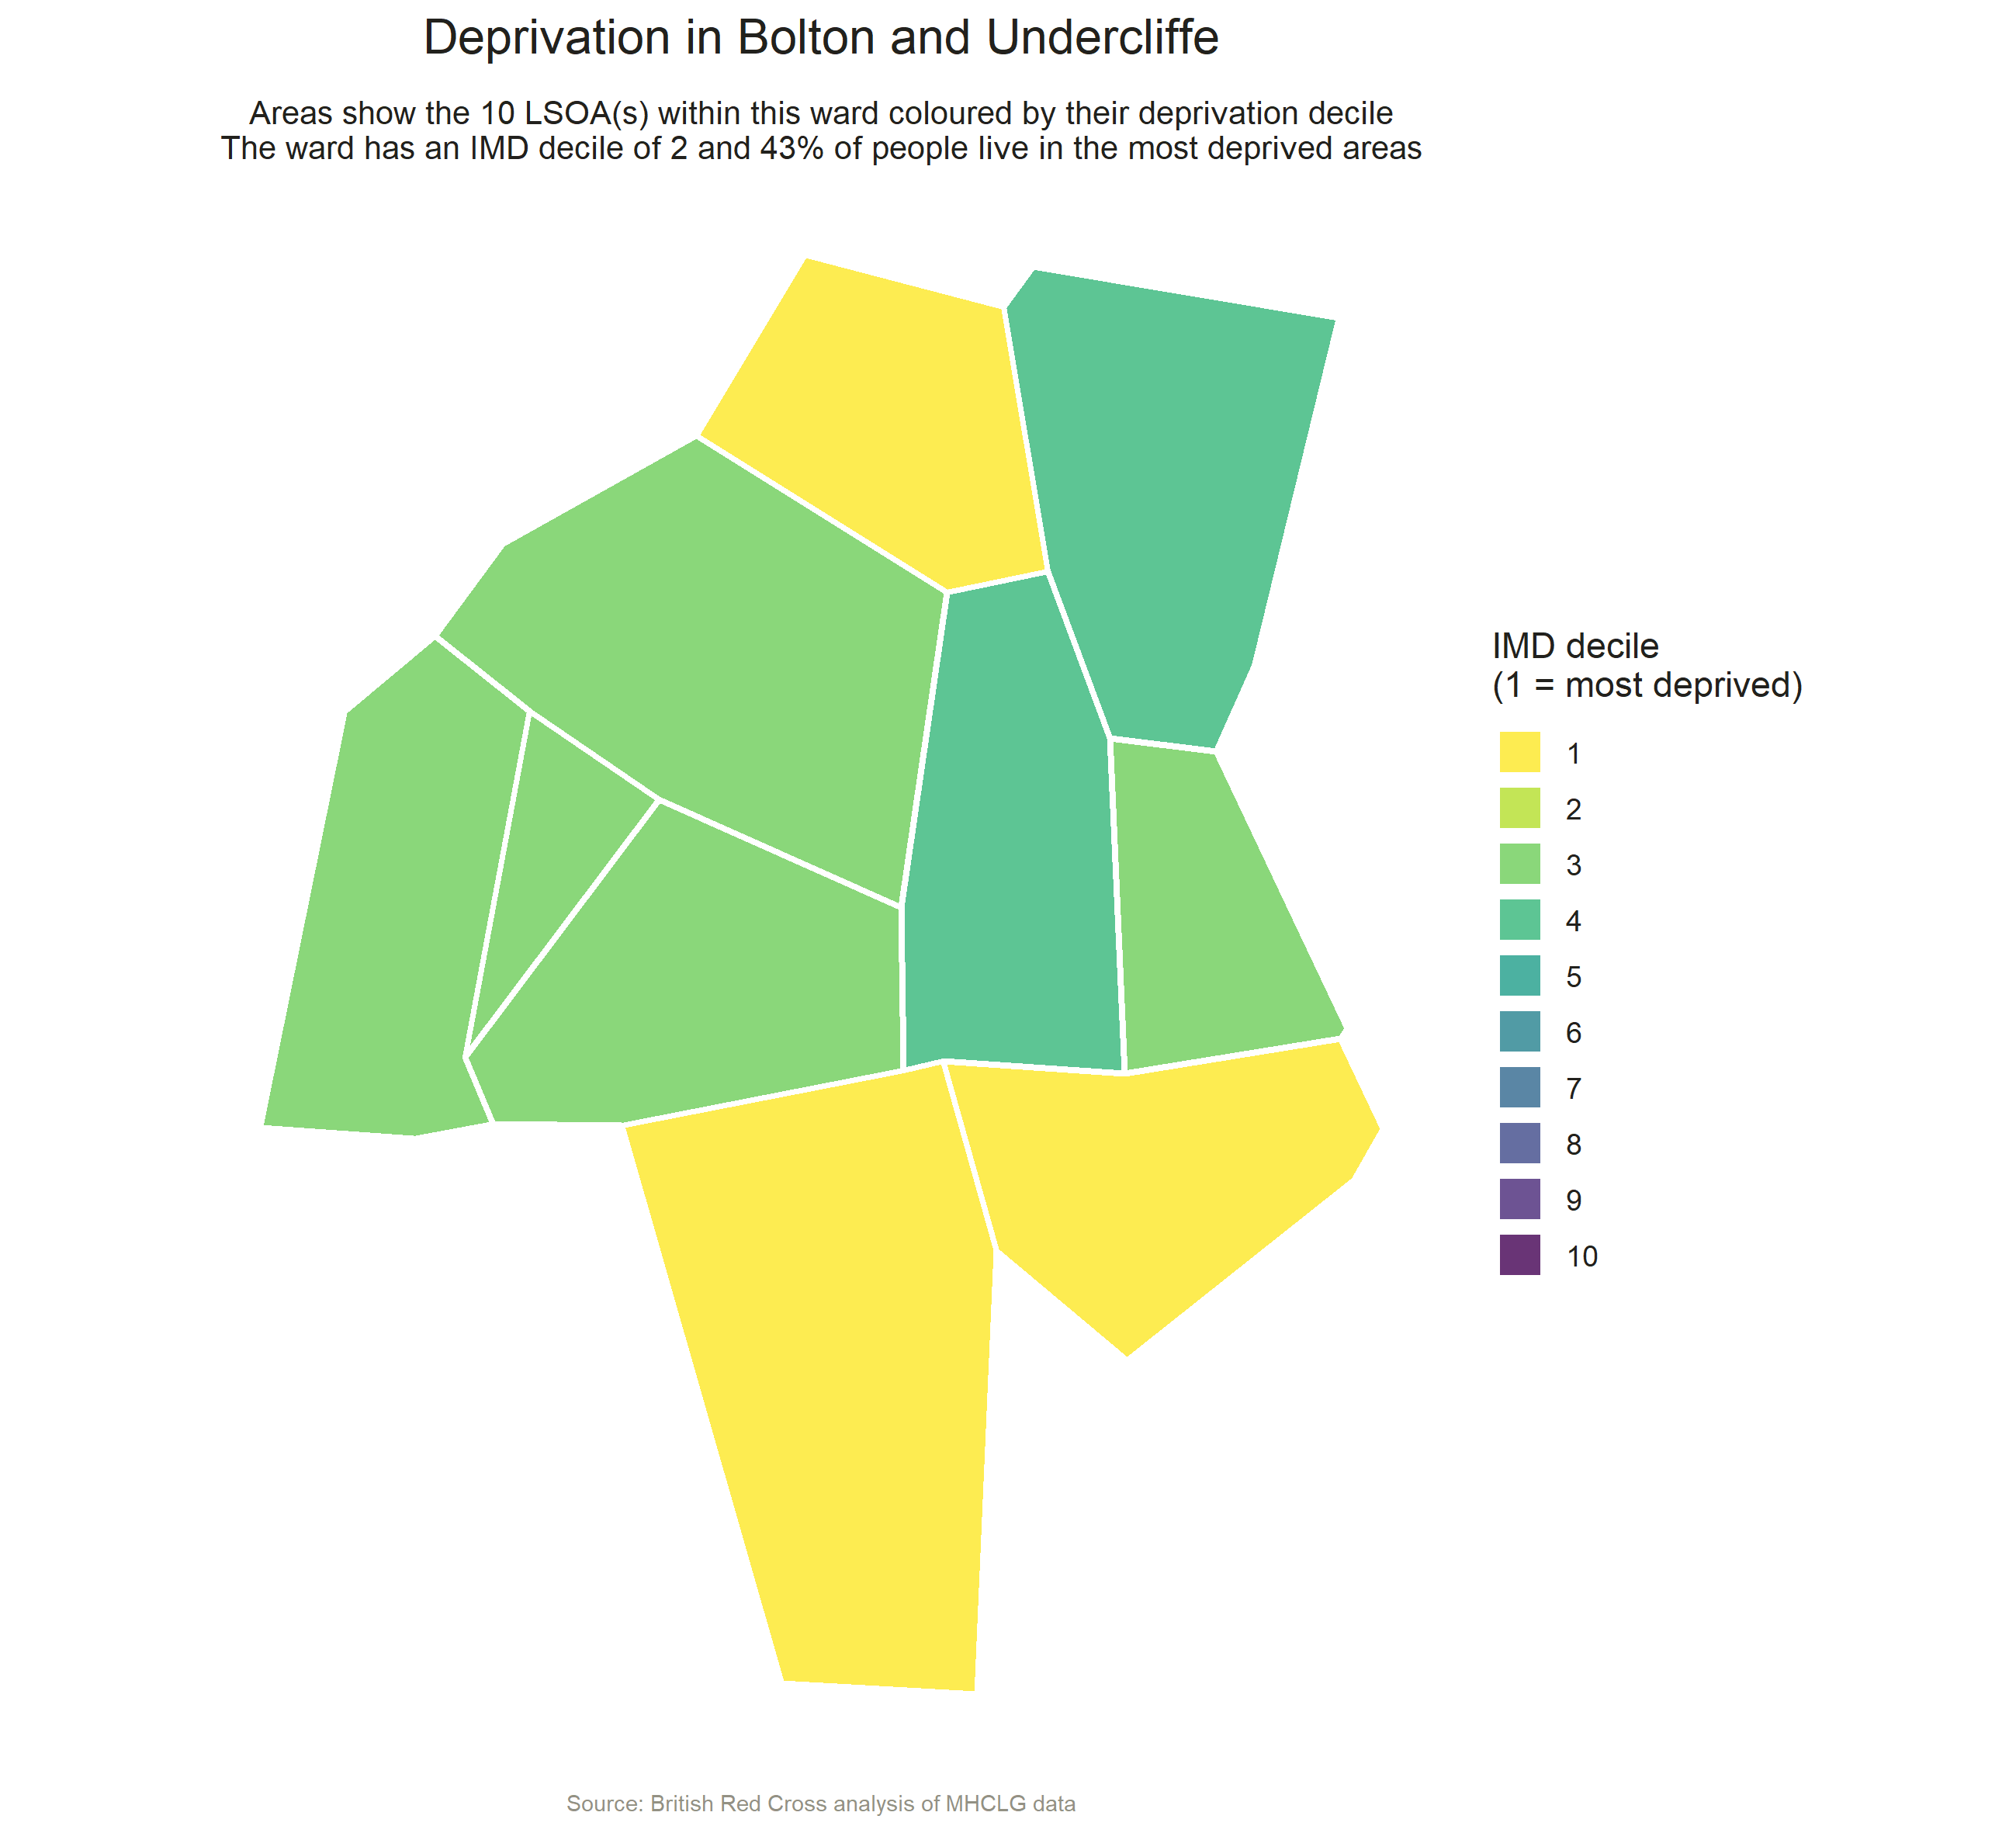 Deprivation in Bolton and Undercliffe
Areas show the 10 LSOA(s) within this ward coloured by their deprivation decile
The ward has an IMD decile of 2 and 43% of people live in the most deprived areas
IMD decile
(1 = most deprived)
1
2
3
4
5
6
7
8
9
10
Source: British Red Cross analysis of MHCLG data